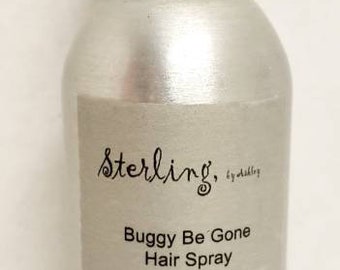 Sterling, by Ashley
Buggy Be Gone
Hair Spray